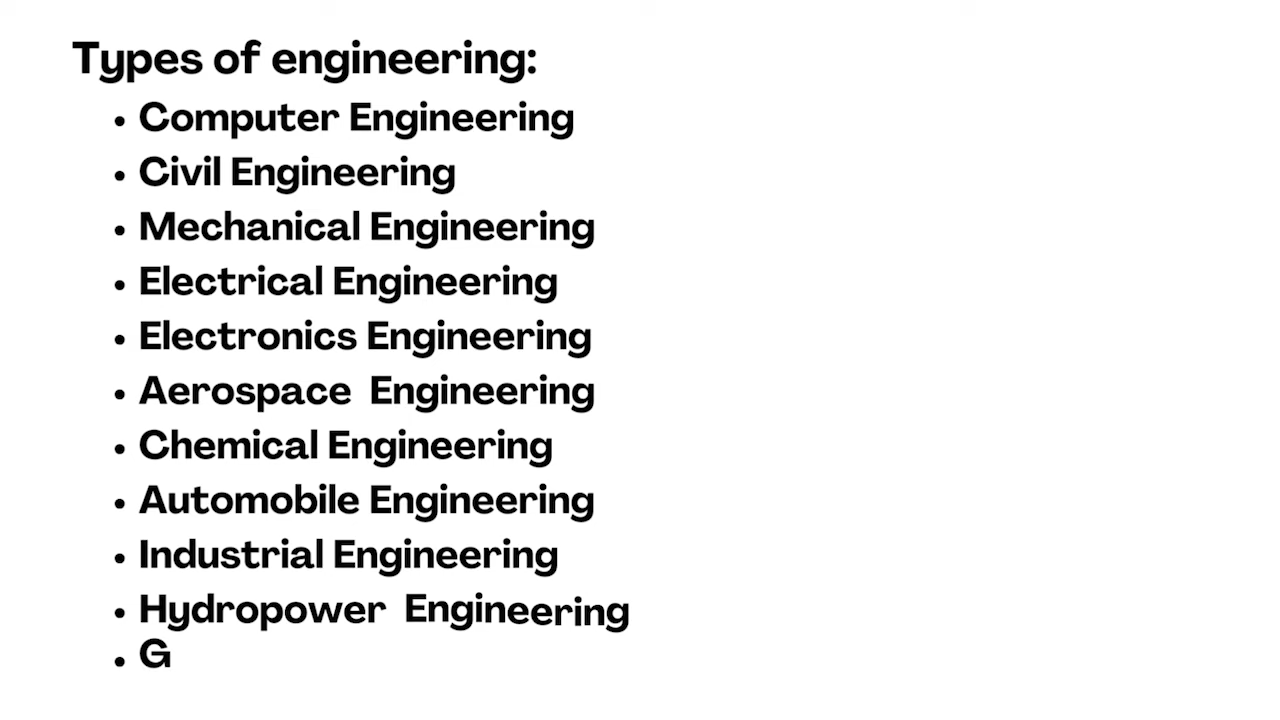 Types of engineering:
• Computer Engineering
• Civil Engineering
• Mechanical Engineering
• Electrical Engineering
• Electronics Engineering
• Aerospace  Engineering
• Chemical Engineering
• Automobile Engineering
• Industrial Engineering
• Hydropower  Engineering
• G